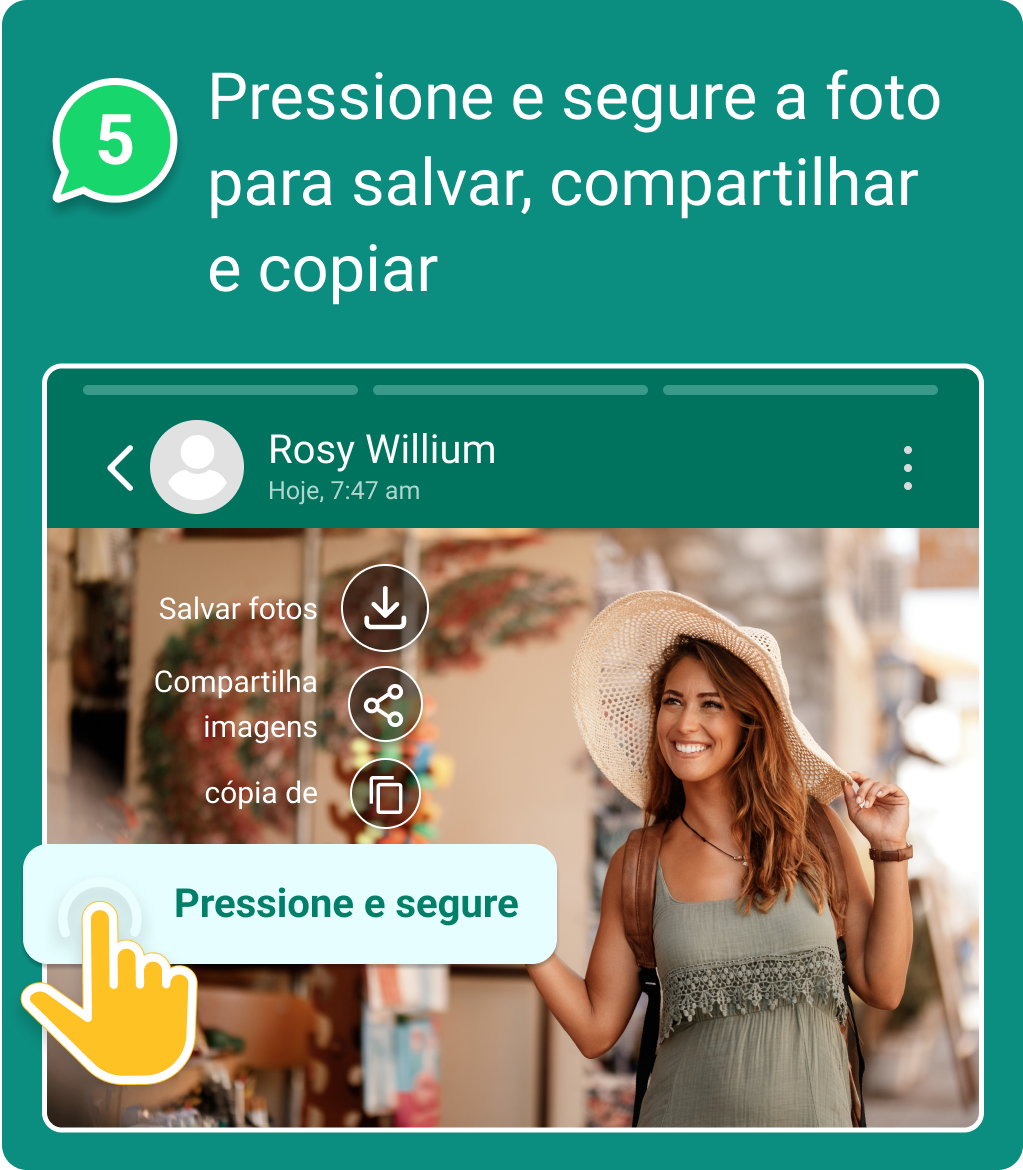 5
Pressione e segure a foto
para salvar, compartilhar
e copiar
Rosy Willium
Hoje, 7:47 am
Salvar fotos
Compartilha
imagens
cópia de
Pressione e segure